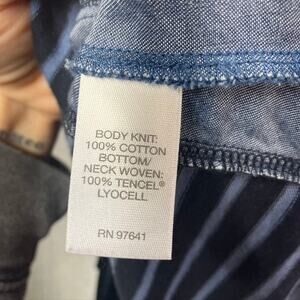 BODY KNIT:
100% COTTON
BOTTOM/
NECK WOVEN:
100% TENCEL®
LYOCELL
RN 97641